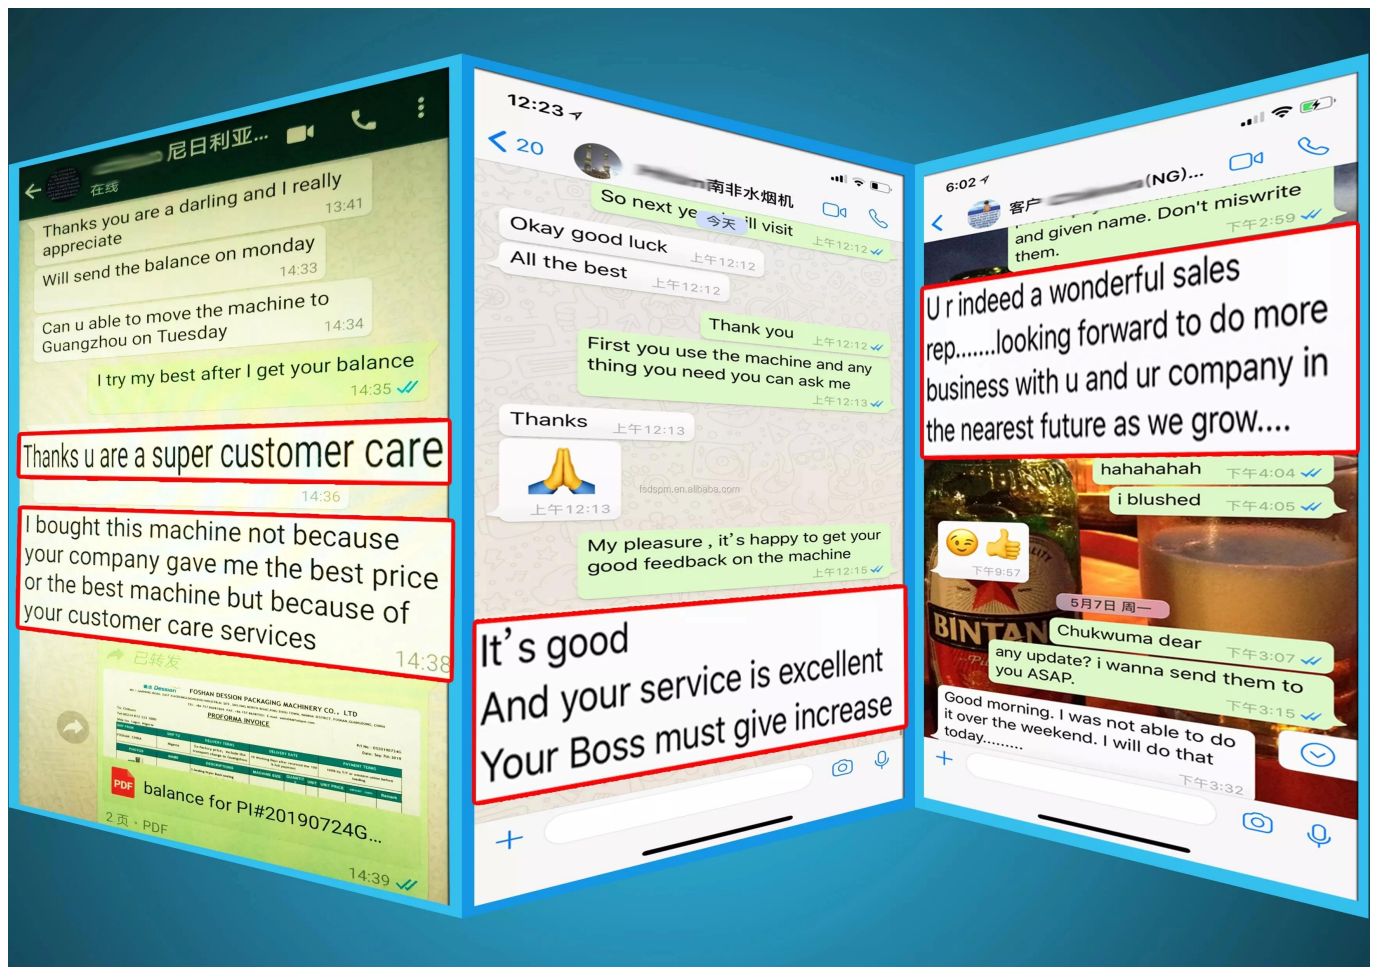 尼日利亚...
在线
Thanks you are a darling and I really
appreciate
13:41
Will send the balance on monday
14:33
Can u able to move the machine to
Guangzhou on Tuesday
14:34
I try my best after I get your balance
14:35
Thanks u are a super customer care
14:36
I bought this machine not because
your company gave me the best price
or the best machine but because of
your customer care services
14:38
已转发
Dession
FOSHAN DESSION PACKAGING MACHINERY CO., LTD
PROFORMA INVOICE
PDF
balance for PI#20190724G...
2 页 · PDF
14:39
12:23
20
南非水烟机
So next ye
ill visit
上午12:12
今天
Okay good luck
上午12:12
All the best
上午12:12
Thank you
上午12:12
First you use the machine and any
thing you need you can ask me
上午12:13
Thanks
上午12:13
上午12:13
fsdspm.en.alibaba.com
My pleasure , it's happy to get your
good feedback on the machine
上午12:15
It's good
And your service is excellent
Your Boss must give increase
6:02
客户
(NG)...
and given name. Don't miswrite
them.
下午2:59
U r indeed a wonderful sales
rep.......looking forward to do more
business with u and ur company in
the nearest future as we grow....
hahahahah
下午4:04
i blushed
下午4:05
下午9:57
BINTAN
5月7日 周一
Chukwuma dear
下午3:07
any update? i wanna send them to
you ASAP.
下午3:15
Good morning. I was not able to do
it over the weekend. I will do that
today.........
下午3:32